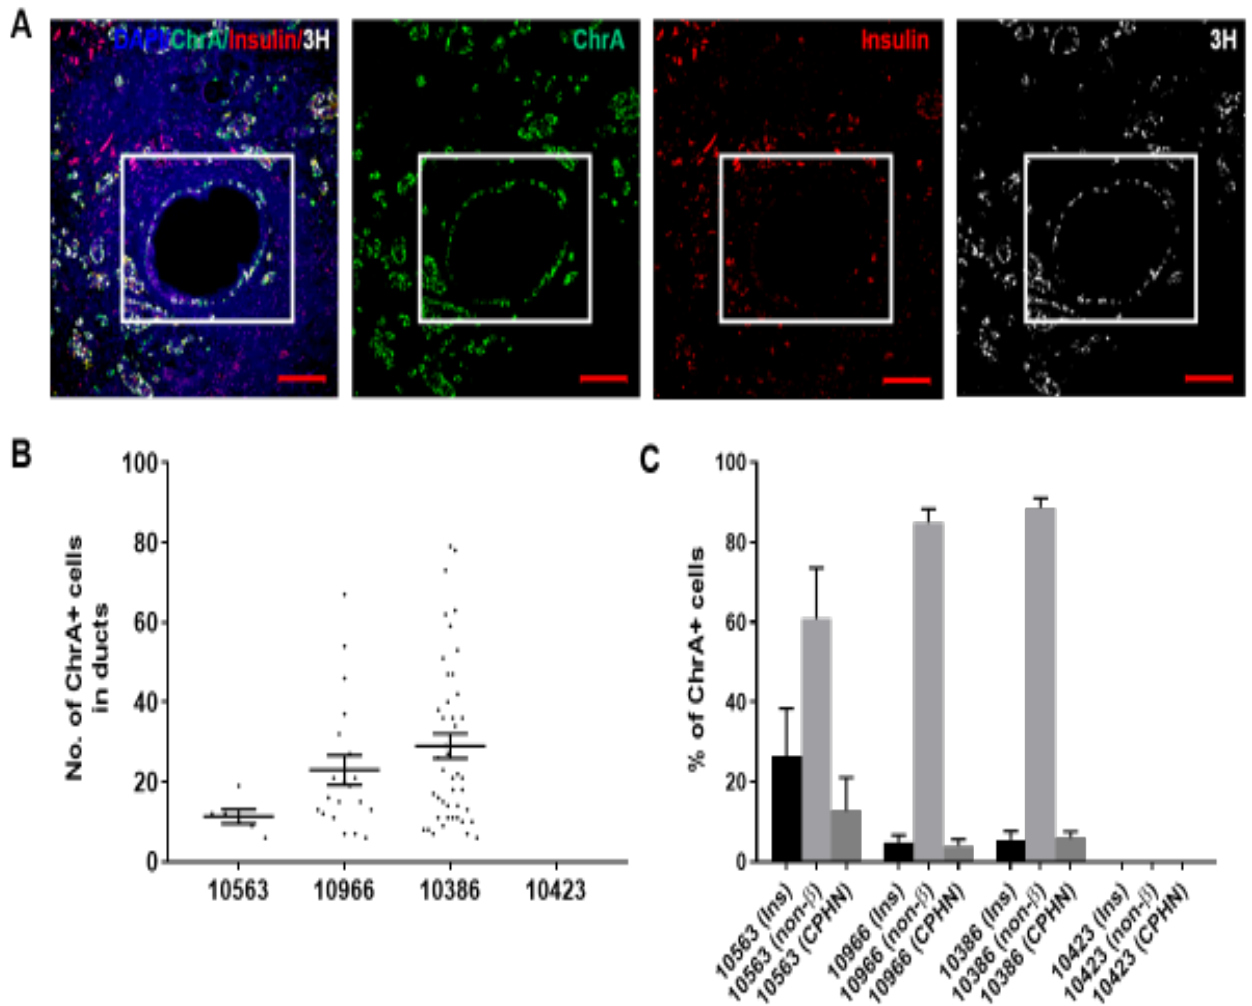 A
DAPI/ChrA/Insulin/3H
ChrA
Insulin
3H
B
No. of ChrA+ cells
in ducts
100
80
60
40
20
0
10563
10966
10386
10423
C
% of ChrA+ cells
100
80
60
40
20
0
10563 (Ins)
10563 (non-β)
10563 (CPHN)
10966 (Ins)
10966 (non-β)
10966 (CPHN)
10386 (Ins)
10386 (non-β)
10386 (CPHN)
10423 (Ins)
10423 (non-β)
10423 (CPHN)